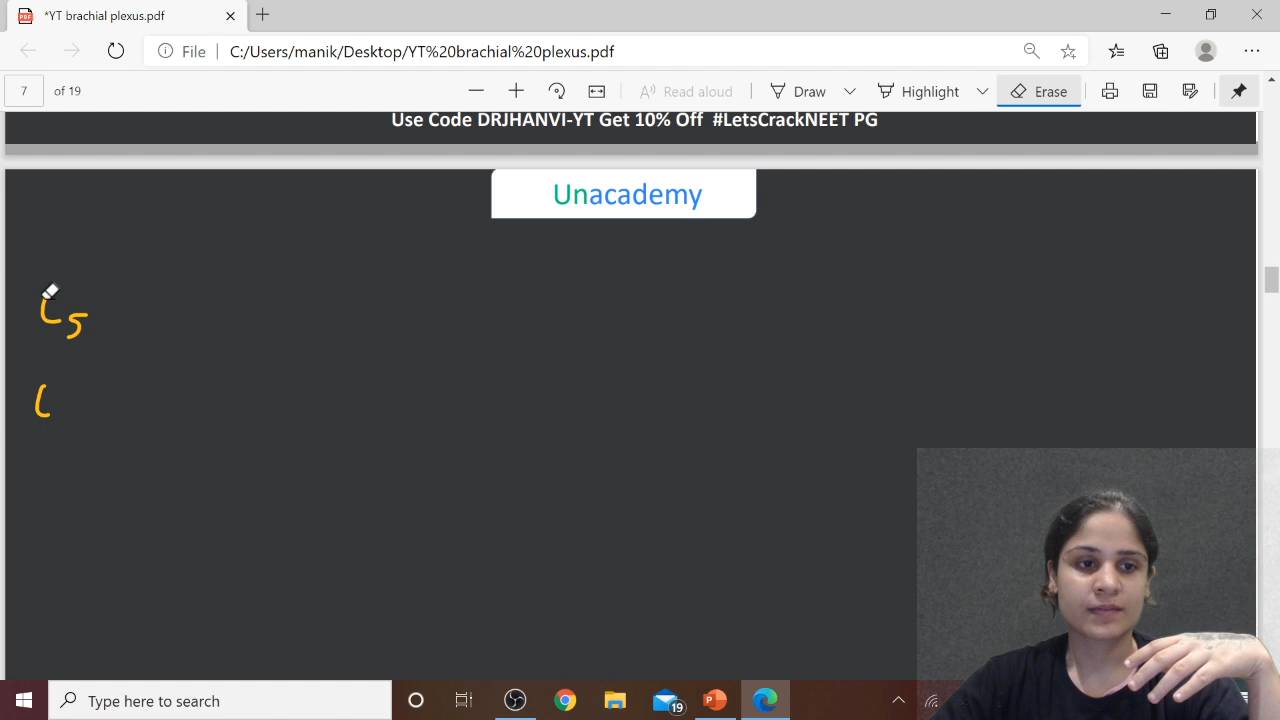 *YT brachial plexus.pdf
File C:/Users/manik/Desktop/YT%20brachial%20plexus.pdf
7 of 19 Read aloud Draw Highlight Erase
Use Code DRJHANVI-YT Get 10% Off #LetsCrackNEET PG
Unacademy
C5
C
Type here to search 19